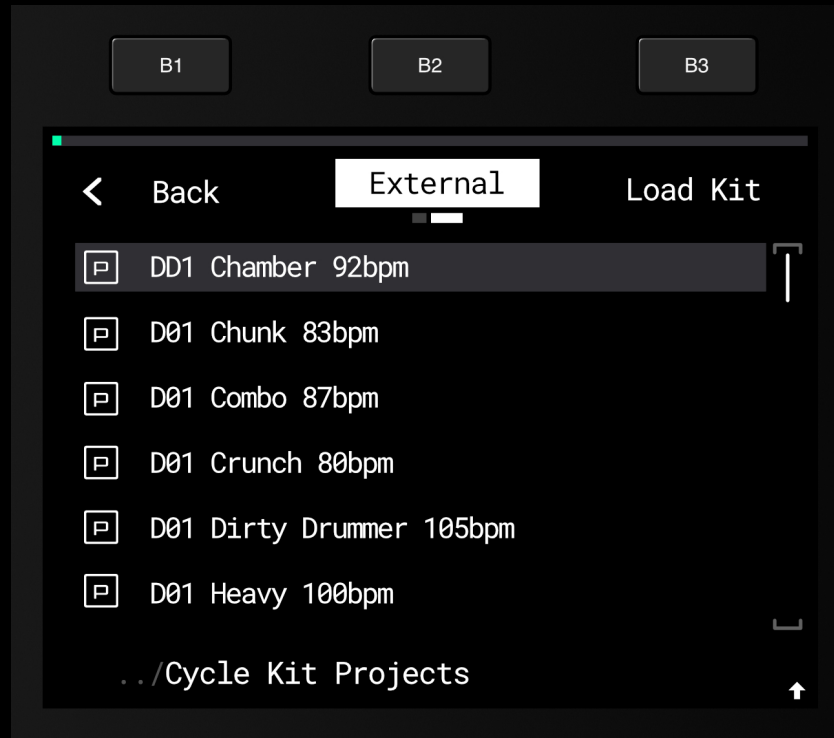 B1 B2 B3
Back External Load Kit
P DD1 Chamber 92bpm
P D01 Chunk 83bpm
P D01 Combo 87bpm
P D01 Crunch 80bpm
P D01 Dirty Drummer 105bpm
P D01 Heavy 100bpm
../Cycle Kit Projects